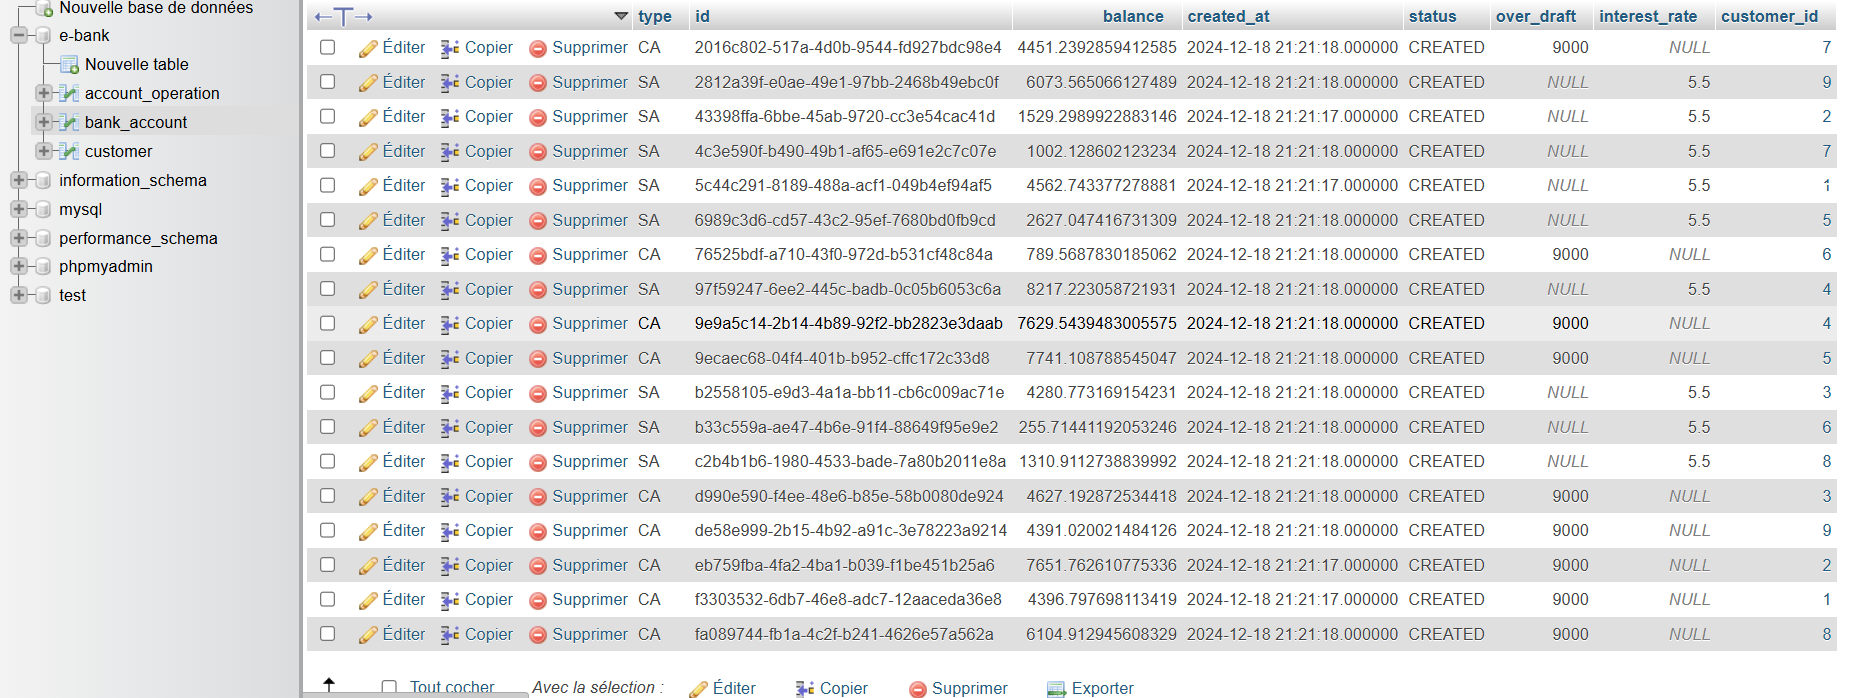 Nouvelle base de données
e-bank
Nouvelle table
account_operation
bank_account
customer
information_schema
mysql
performance_schema
phpmyadmin
test
type id balance created_at status over_draft interest_rate customer_id
Éditer Copier Supprimer CA 2016c802-517a-4d0b-9544-fd927bdc98e4 4451.2392859412585 2024-12-18 21:21:18.000000 CREATED 9000 NULL 7
Éditer Copier Supprimer SA 2812a39f-e0ae-49e1-97bb-2468b49ebc0f 6073.565066127489 2024-12-18 21:21:18.000000 CREATED NULL 5.5 9
Éditer Copier Supprimer SA 43398ffa-6bbe-45ab-9720-cc3e54cac41d 1529.2989922883146 2024-12-18 21:21:17.000000 CREATED NULL 5.5 2
Éditer Copier Supprimer SA 4c3e590f-b490-49b1-af65-e691e2c7c07e 1002.128602123234 2024-12-18 21:21:18.000000 CREATED NULL 5.5 7
Éditer Copier Supprimer SA 5c44c291-8189-488a-acf1-049b4ef94af5 4562.743377278881 2024-12-18 21:21:17.000000 CREATED NULL 5.5 1
Éditer Copier Supprimer SA 6989c3d6-cd57-43c2-95ef-7680bd0fb9cd 2627.047416731309 2024-12-18 21:21:18.000000 CREATED NULL 5.5 5
Éditer Copier Supprimer CA 76525bdf-a710-43f0-972d-b531cf48c84a 789.5687830185062 2024-12-18 21:21:18.000000 CREATED 9000 NULL 6
Éditer Copier Supprimer SA 97f59247-6ee2-445c-badb-0c05b6053c6a 8217.223058721931 2024-12-18 21:21:18.000000 CREATED NULL 5.5 4
Éditer Copier Supprimer CA 9e9a5c14-2b14-4b89-92f2-bb2823e3daab 7629.5439483005575 2024-12-18 21:21:18.000000 CREATED 9000 NULL 4
Éditer Copier Supprimer CA 9ecaec68-04f4-401b-b952-cffc172c33d8 7741.108788545047 2024-12-18 21:21:18.000000 CREATED 9000 NULL 5
Éditer Copier Supprimer SA b2558105-e9d3-4a1a-bb11-cb6c009ac71e 4280.773169154231 2024-12-18 21:21:18.000000 CREATED NULL 5.5 3
Éditer Copier Supprimer SA b33c559a-ae47-4b6e-91f4-88649f95e9e2 255.71441192053246 2024-12-18 21:21:18.000000 CREATED NULL 5.5 6
Éditer Copier Supprimer SA c2b4b1b6-1980-4533-bade-7a80b2011e8a 1310.9112738839992 2024-12-18 21:21:18.000000 CREATED NULL 5.5 8
Éditer Copier Supprimer CA d990e590-f4ee-48e6-b85e-58b0080de924 4627.192872534418 2024-12-18 21:21:18.000000 CREATED 9000 NULL 3
Éditer Copier Supprimer CA de58e999-2b15-4b92-a91c-3e78223a9214 4391.020021484126 2024-12-18 21:21:18.000000 CREATED 9000 NULL 9
Éditer Copier Supprimer CA eb759fba-4fa2-4ba1-b039-f1be451b25a6 7651.762610775336 2024-12-18 21:21:17.000000 CREATED 9000 NULL 2
Éditer Copier Supprimer CA f3303532-6db7-46e8-adc7-12aaceda36e8 4396.797698113419 2024-12-18 21:21:17.000000 CREATED 9000 NULL 1
Éditer Copier Supprimer CA fa089744-fb1a-4c2f-b241-4626e57a562a 6104.912945608329 2024-12-18 21:21:18.000000 CREATED 9000 NULL 8
Tout cocher Avec la sélection : Éditer Copier Supprimer Exporter